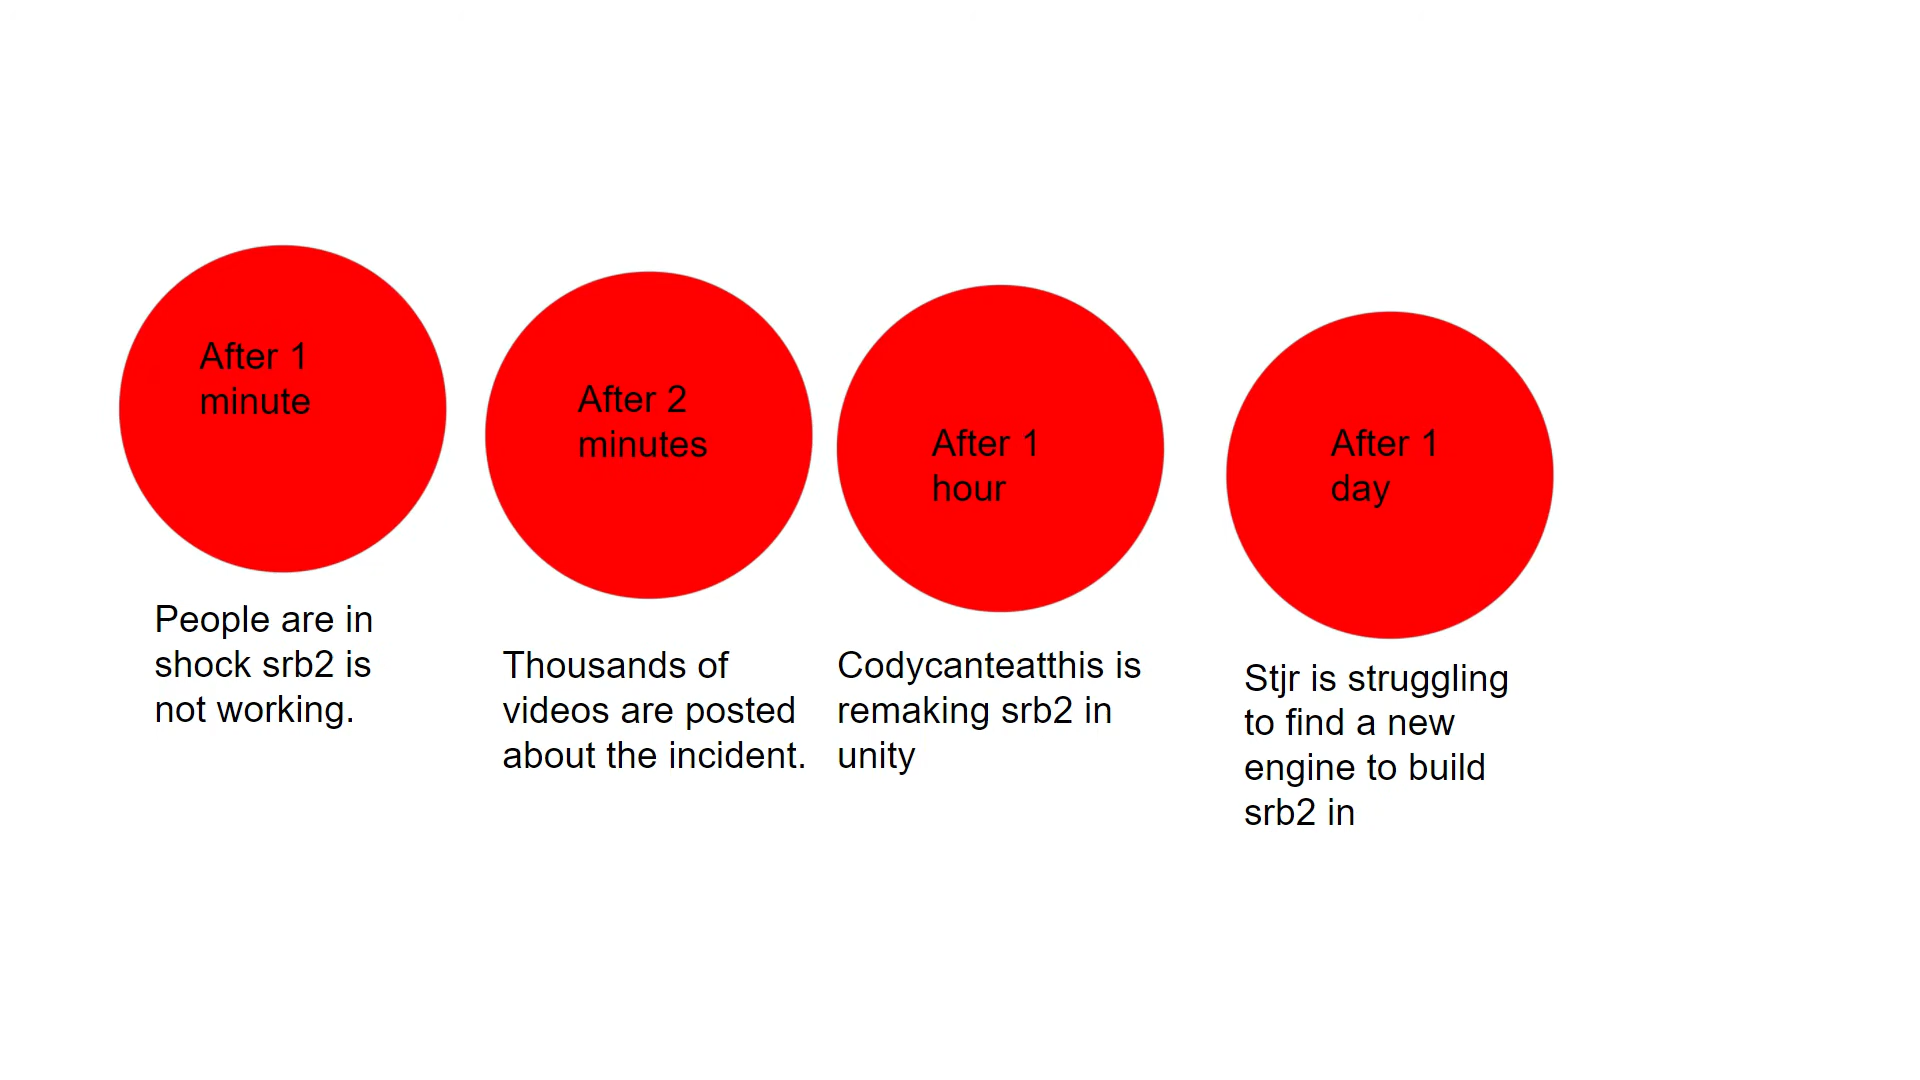 After 1
minute
People are in
shock srb2 is
not working.
After 2
minutes
Thousands of
videos are posted
about the incident.
After 1
hour
Codycanteatthis is
remaking srb2 in
unity
After 1
day
Stjr is struggling
to find a new
engine to build
srb2 in